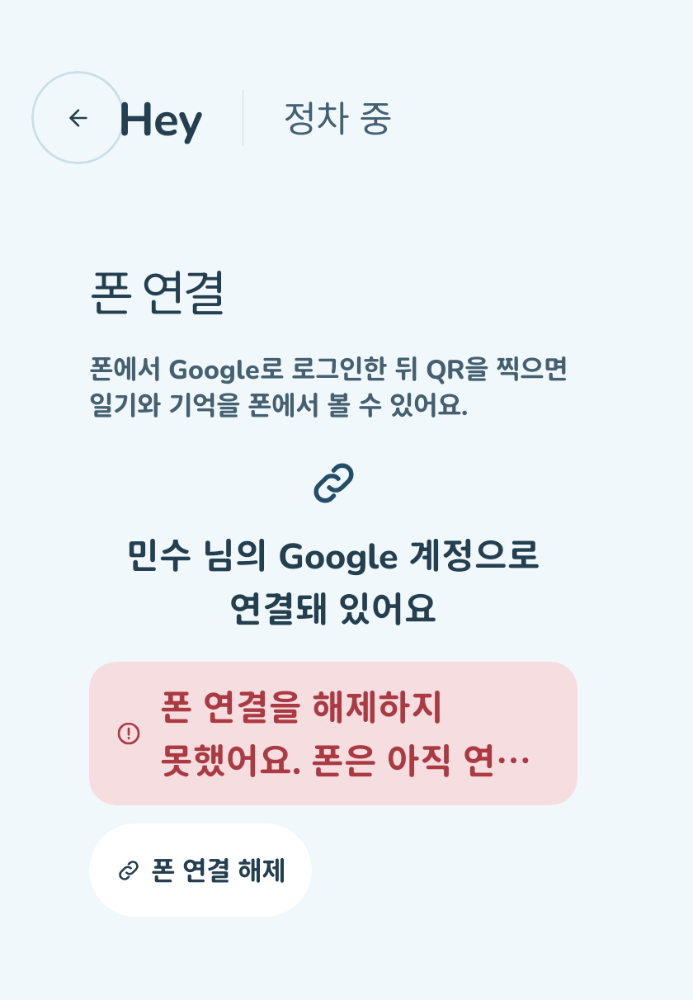 Hey
정차 중
폰 연결
폰에서 Google로 로그인한 뒤 QR을 찍으면
일기와 기억을 폰에서 볼 수 있어요.
민수 님의 Google 계정으로
연결돼 있어요
폰 연결을 해제하지
못했어요. 폰은 아직 연…
폰 연결 해제